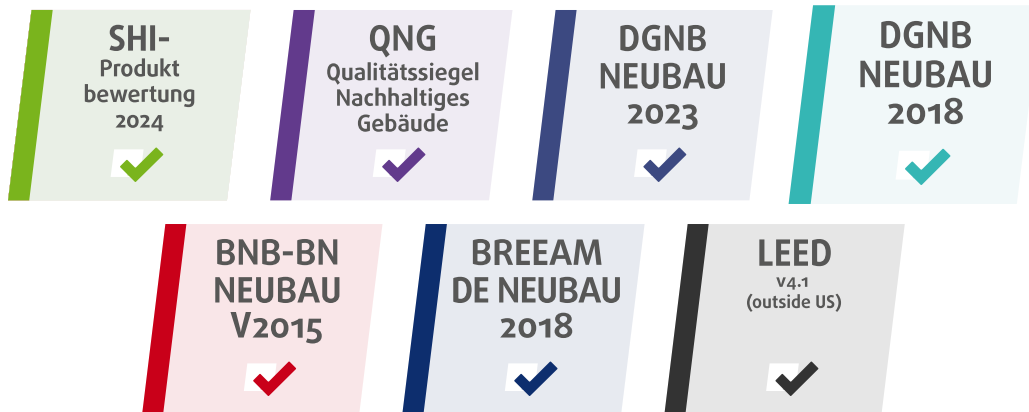 SHI-
Produkt
bewertung
2024
QNG
Qualitätssiegel
Nachhaltiges
Gebäude
DGNB
NEUBAU
2023
DGNB
NEUBAU
2018
BNB-BN
NEUBAU
V2015
BREEAM
DE NEUBAU
2018
LEED
v4.1
(outside US)